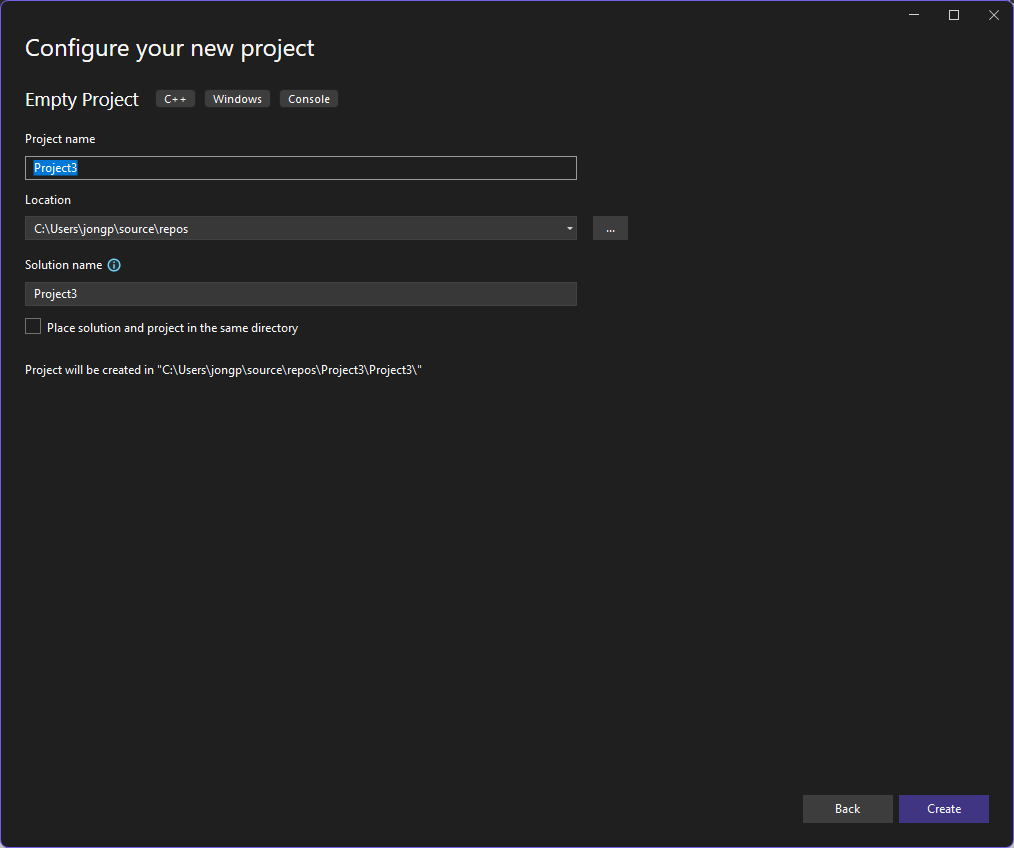 Configure your new project
Empty Project C++ Windows Console
Project name
Project3
Location
C:\Users\jongp\source\repos
...
Solution name
Project3
Place solution and project in the same directory
Project will be created in "C:\Users\jongp\source\repos\Project3\Project3\"
Back Create